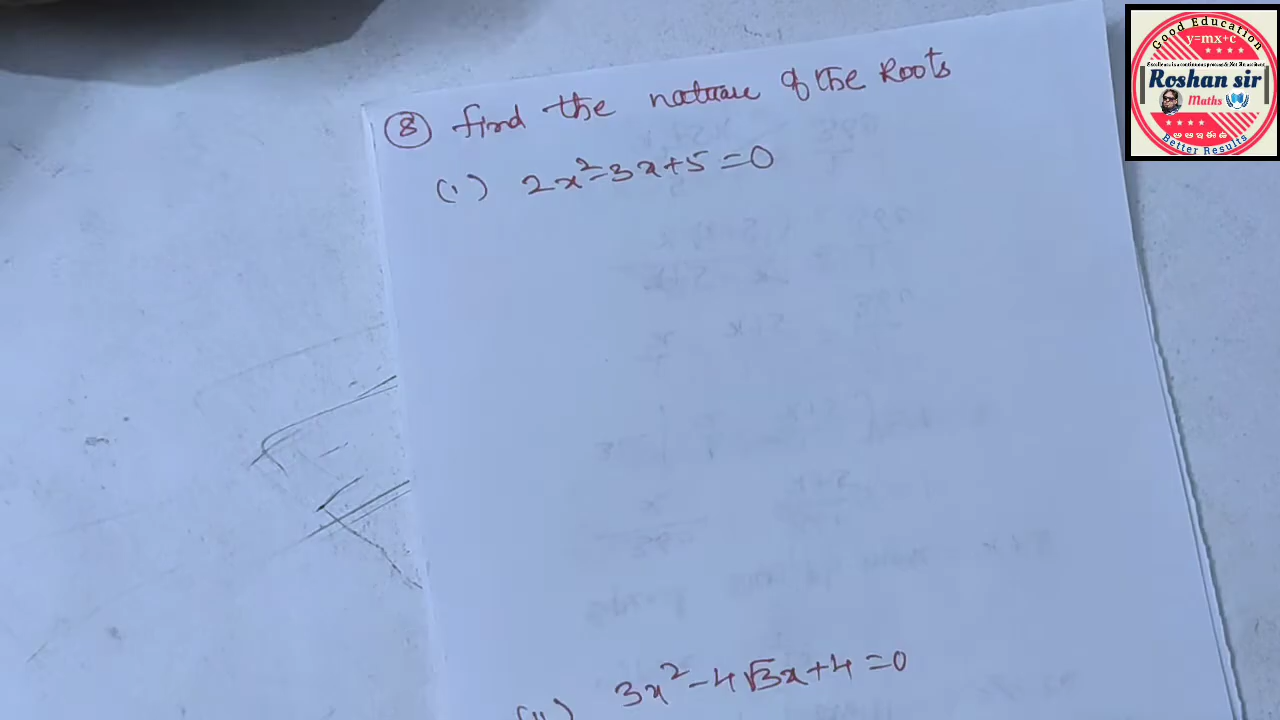 Good Education
y=mx+c
Roshan sir
Maths
Better Results
8 find the nature of the Roots
(i) 2x²-3x+5=0
(ii) 3x²-4√3x+4=0